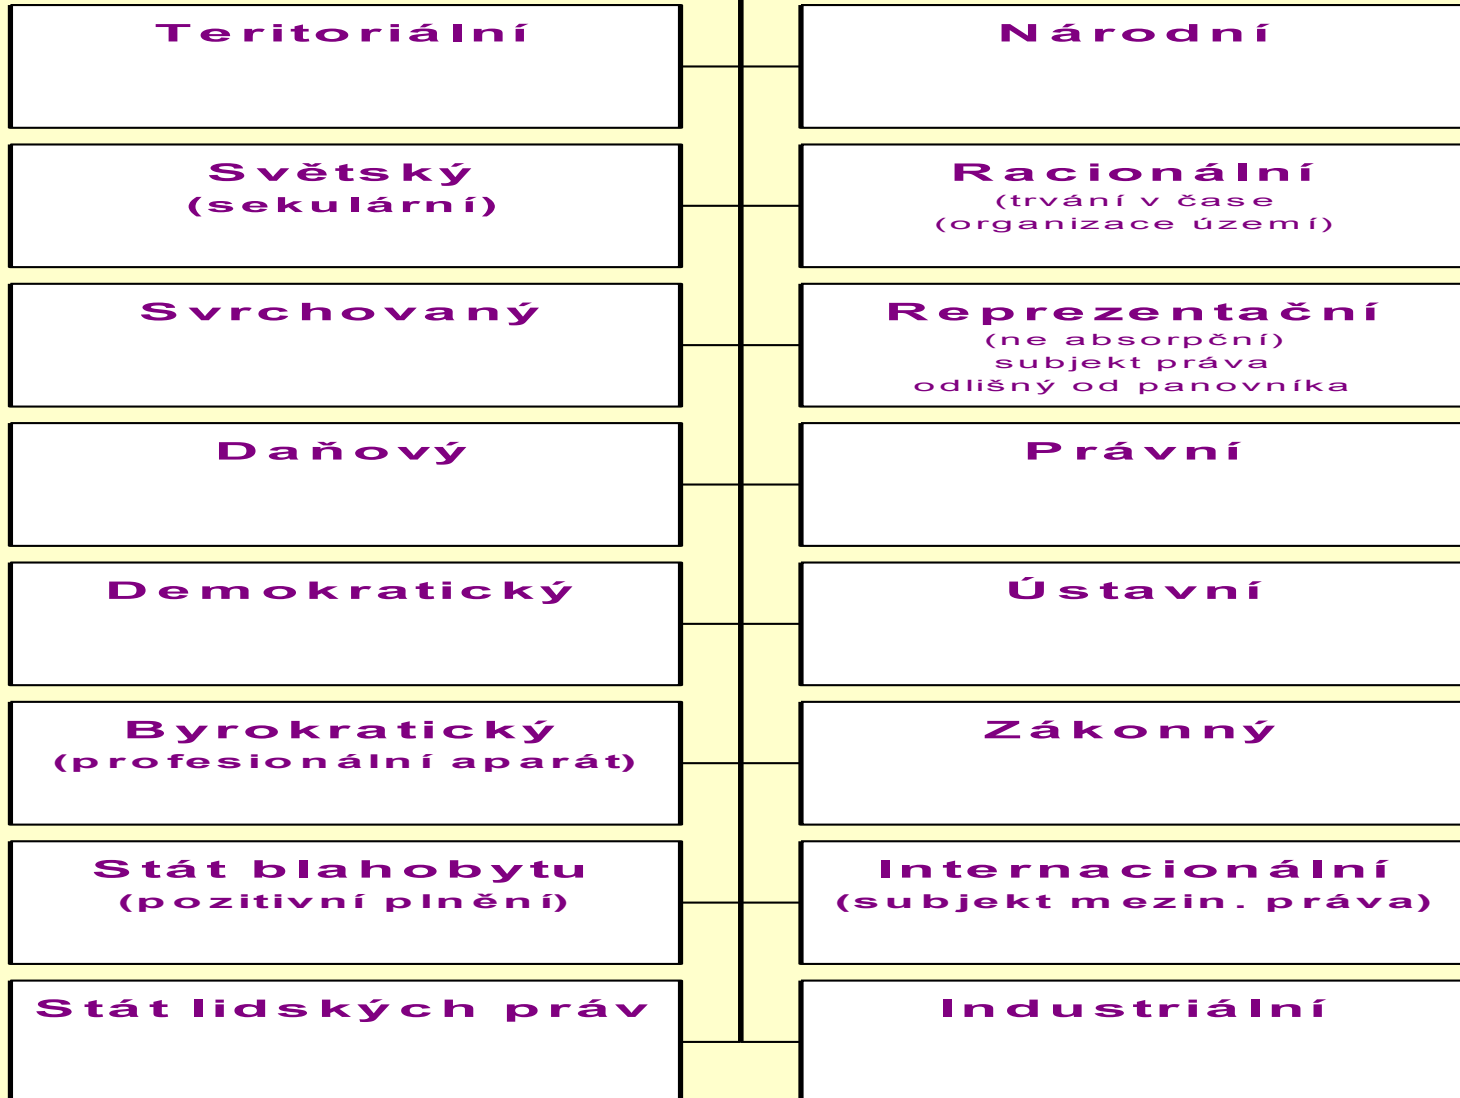 Teritoriální
Národní
Světský
(sekulární)
Racionální
(trvání v čase
(organizace území)
Svrchovaný
Reprezentační
(ne absorpční)
subjekt práva
odlišný od panovníka
Daňový
Právní
Demokratický
Ústavní
Byrokratický
(profesionální aparát)
Zákonný
Stát blahobytu
(pozitivní plnění)
Internacionální
(subjekt mezin. práva)
Stát lidských práv
Industriální